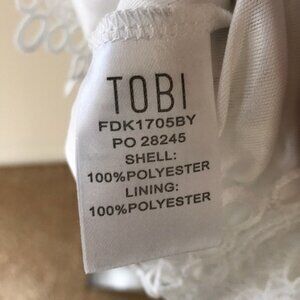 TOBI
FDK1705BY
PO 28245
SHELL:
100%POLYESTER
LINING:
100%POLYESTER